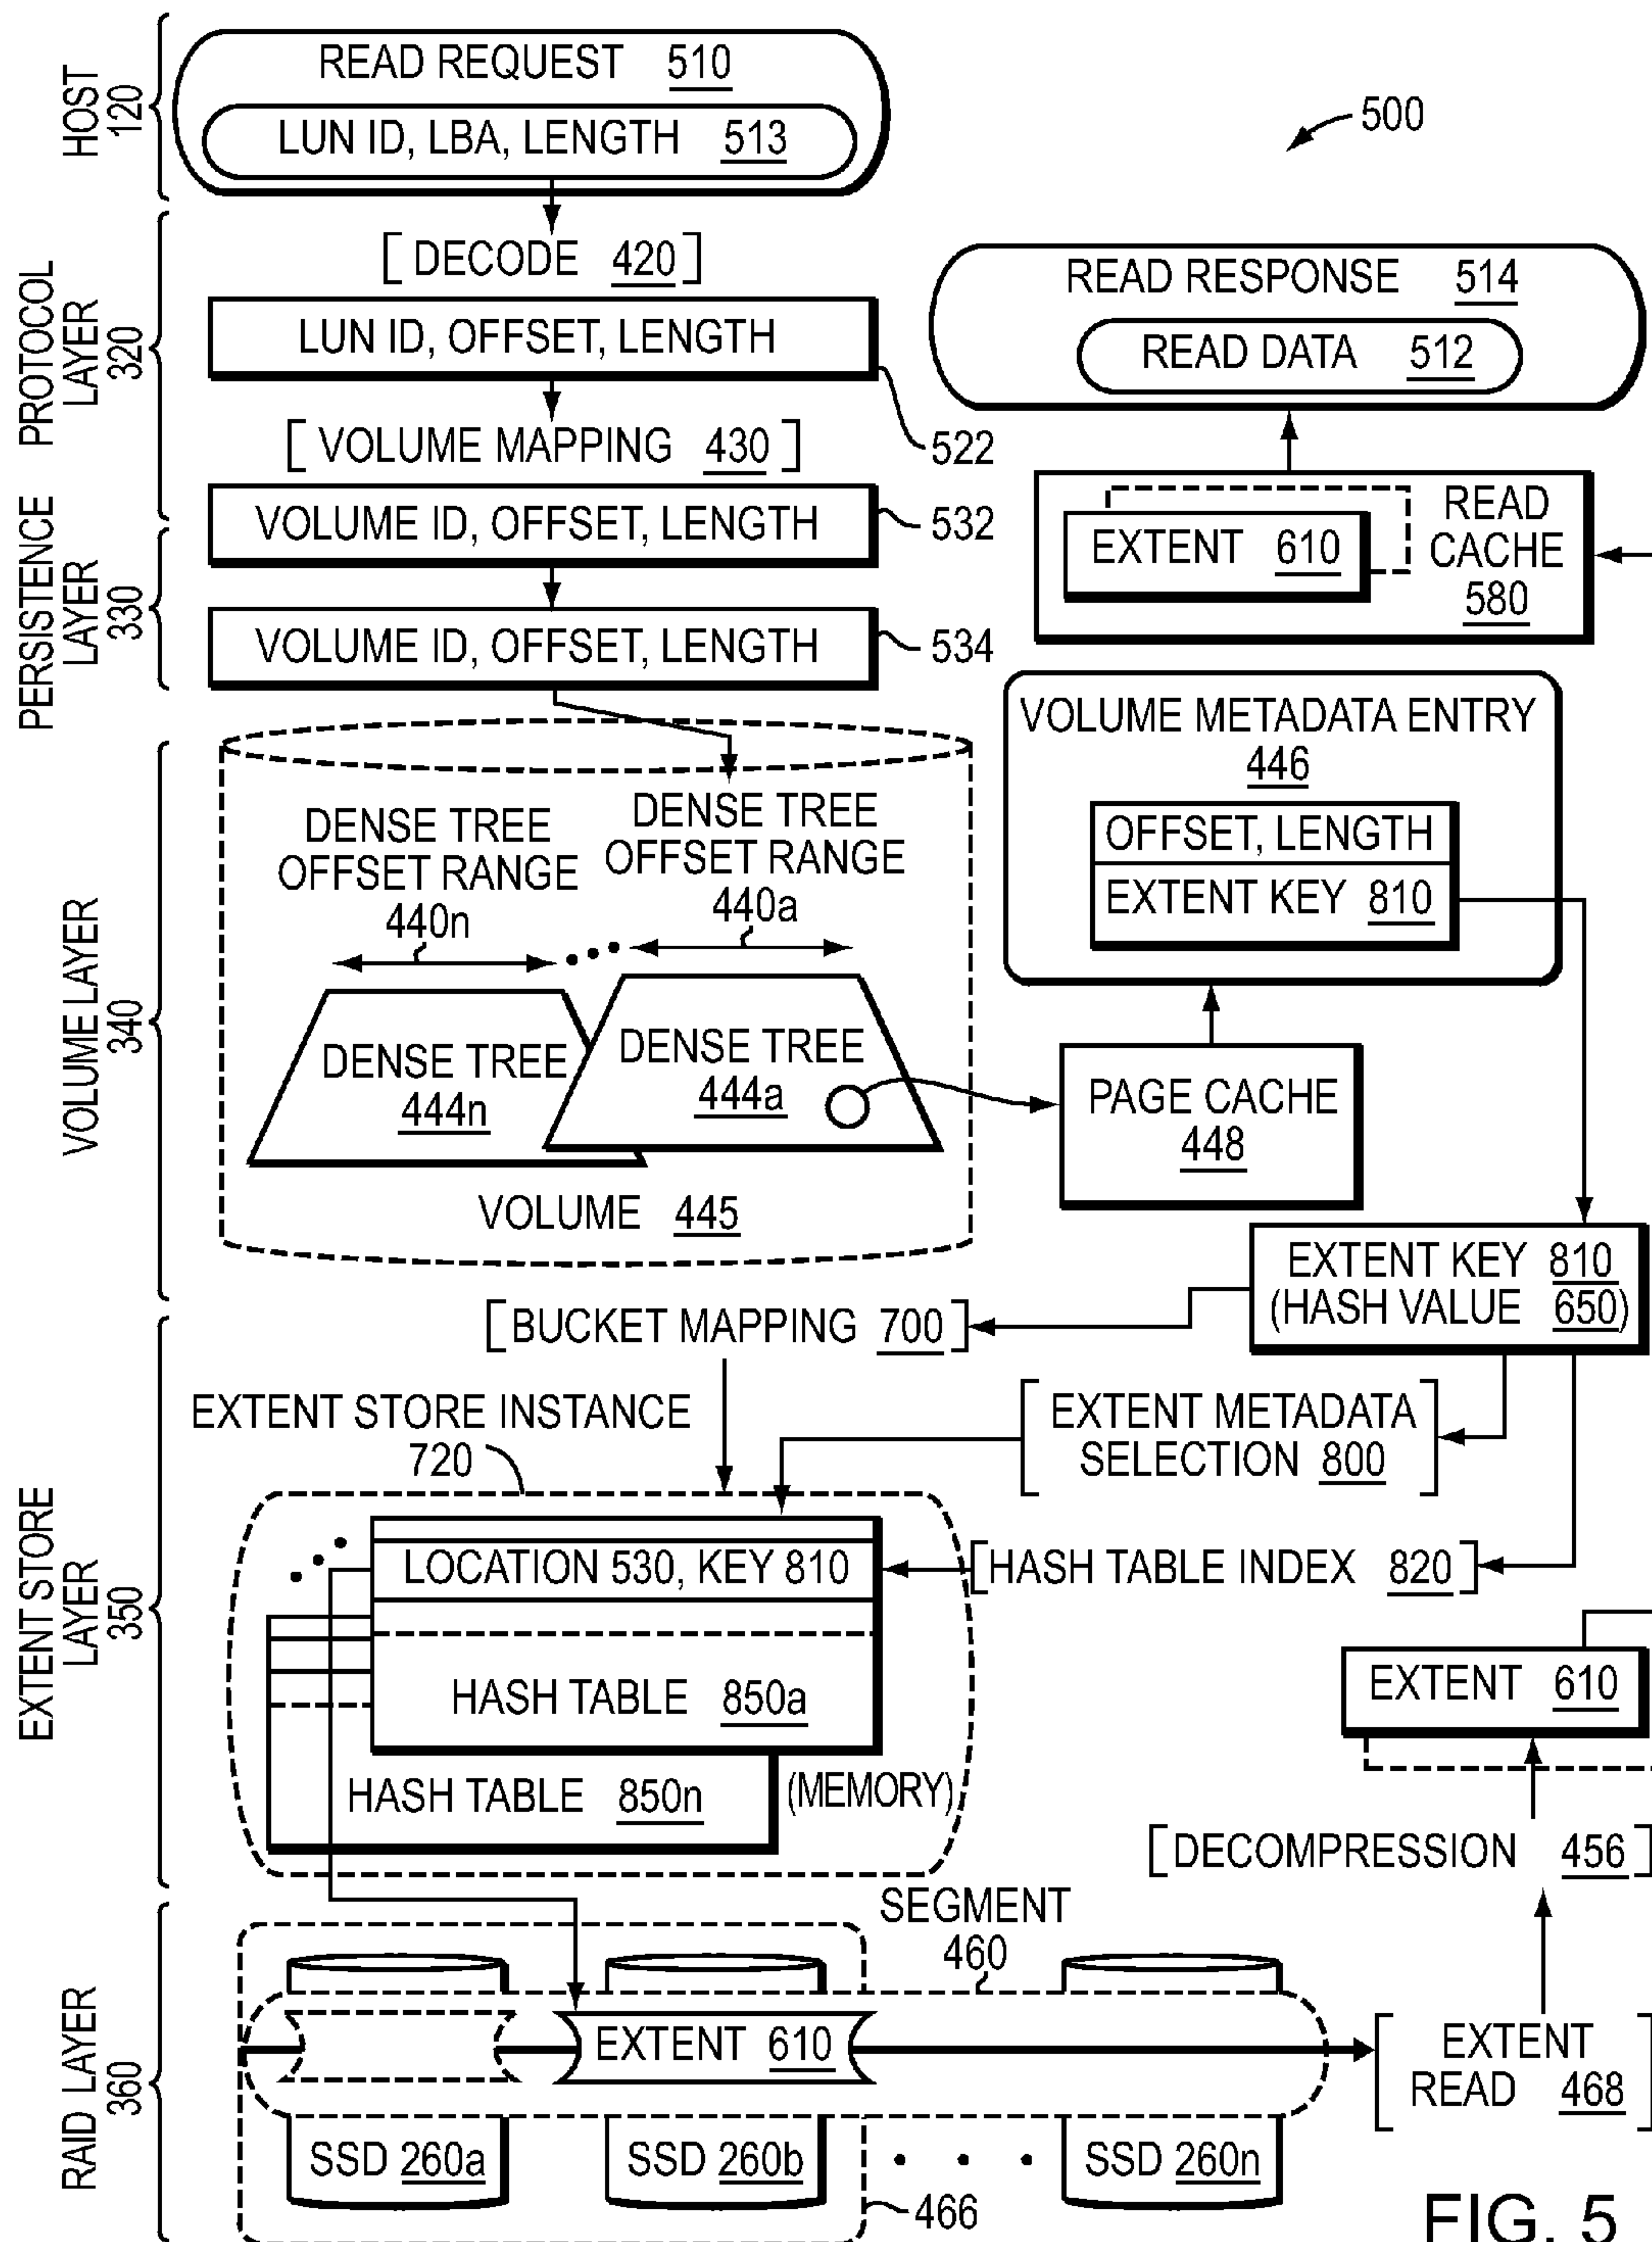 HOST
120
READ REQUEST 510
LUN ID, LBA, LENGTH 513
500
PROTOCOL
LAYER
320
[ DECODE 420 ]
LUN ID, OFFSET, LENGTH
522
[ VOLUME MAPPING 430 ]
VOLUME ID, OFFSET, LENGTH
532
READ RESPONSE 514
READ DATA 512
READ
CACHE
580
EXTENT 610
PERSISTENCE
LAYER
330
VOLUME ID, OFFSET, LENGTH
534
VOLUME LAYER
340
DENSE TREE
OFFSET RANGE
440n
DENSE TREE
OFFSET RANGE
440a
DENSE TREE
444n
DENSE TREE
444a
VOLUME 445
VOLUME METADATA ENTRY
446
OFFSET, LENGTH
EXTENT KEY 810
PAGE CACHE
448
EXTENT KEY 810
(HASH VALUE 650)
EXTENT STORE
LAYER
350
[BUCKET MAPPING 700]
EXTENT STORE INSTANCE
720
EXTENT METADATA
SELECTION 800
LOCATION 530, KEY 810
[HASH TABLE INDEX 820]
HASH TABLE 850a
HASH TABLE 850n
(MEMORY)
EXTENT 610
[DECOMPRESSION 456]
RAID LAYER
360
SEGMENT
460
EXTENT 610
EXTENT
READ 468
SSD 260a
SSD 260b
. . .
SSD 260n
466
FIG. 5